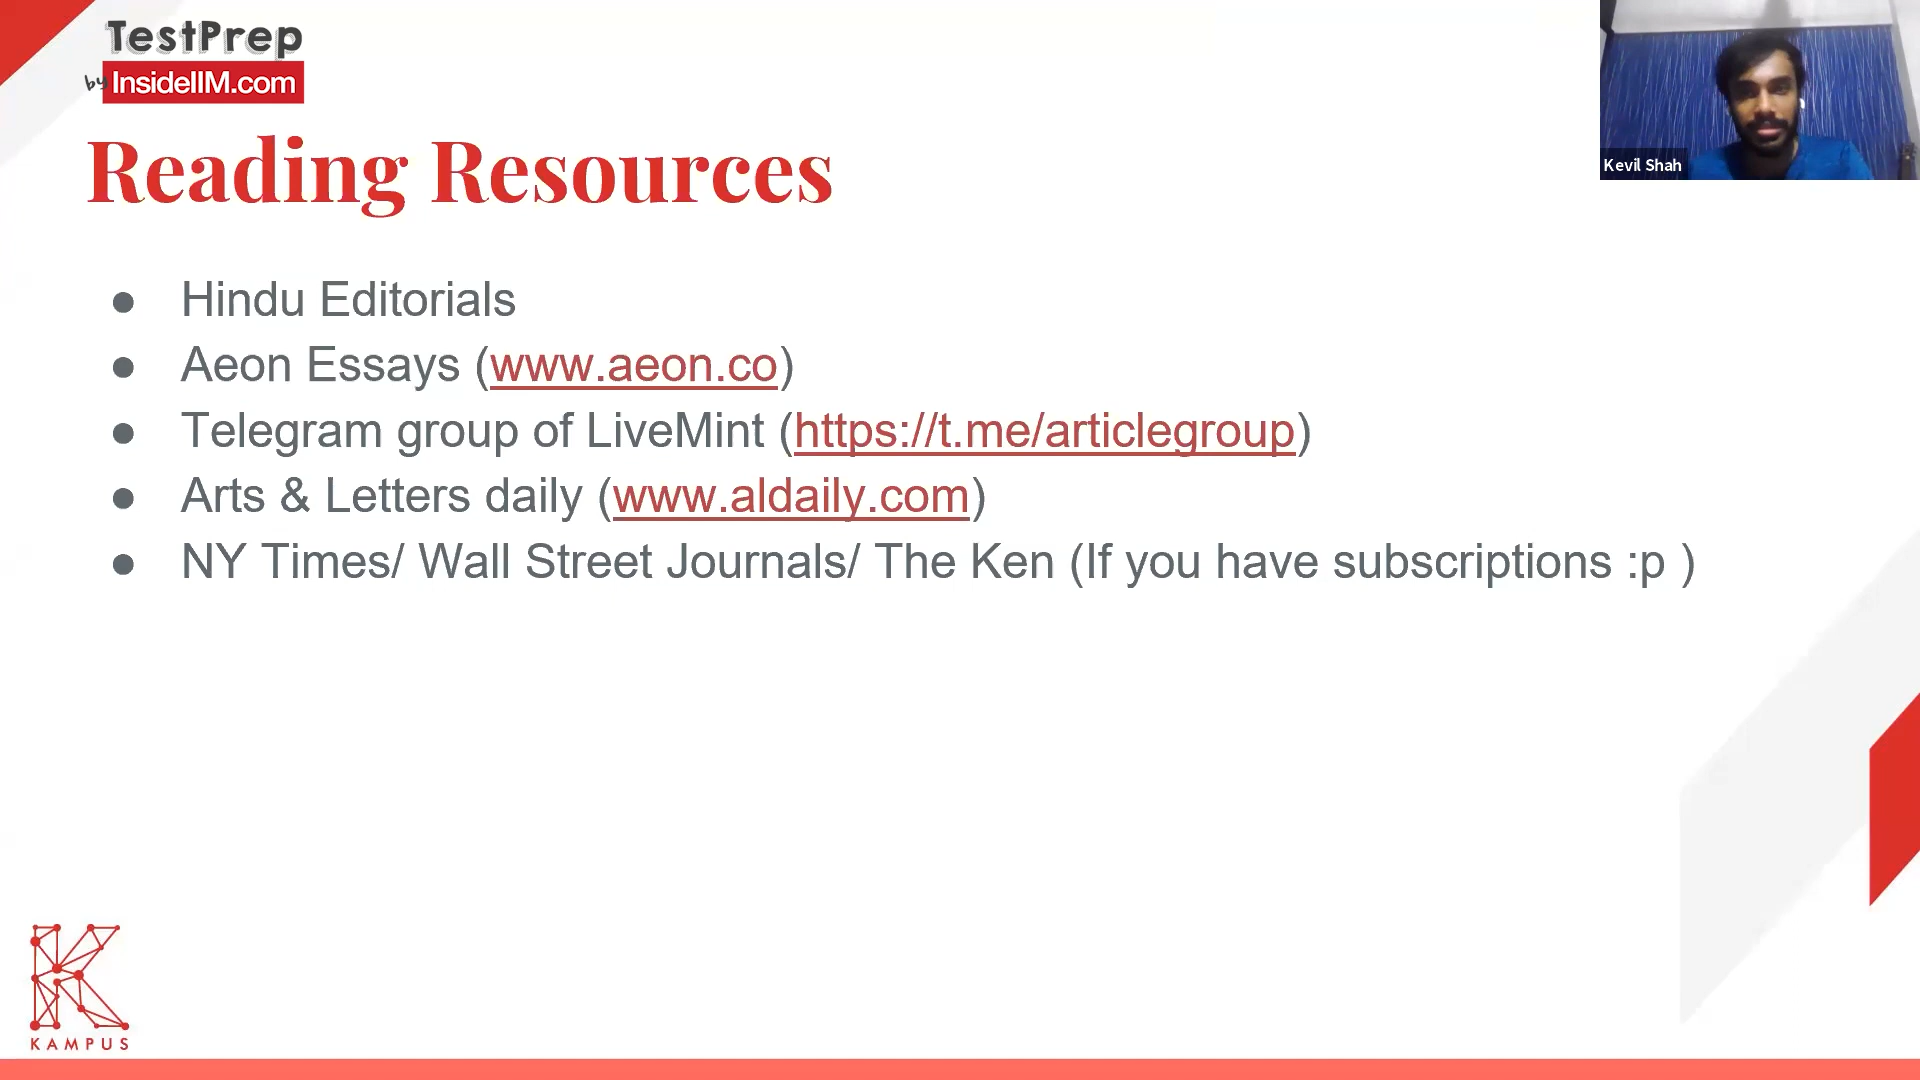 TestPrep
by InsideIIM.com
Kevil Shah
Reading Resources
● Hindu Editorials
● Aeon Essays (www.aeon.co)
● Telegram group of LiveMint (https://t.me/articlegroup)
● Arts & Letters daily (www.aldaily.com)
● NY Times/ Wall Street Journals/ The Ken (If you have subscriptions :p )
KAMPUS